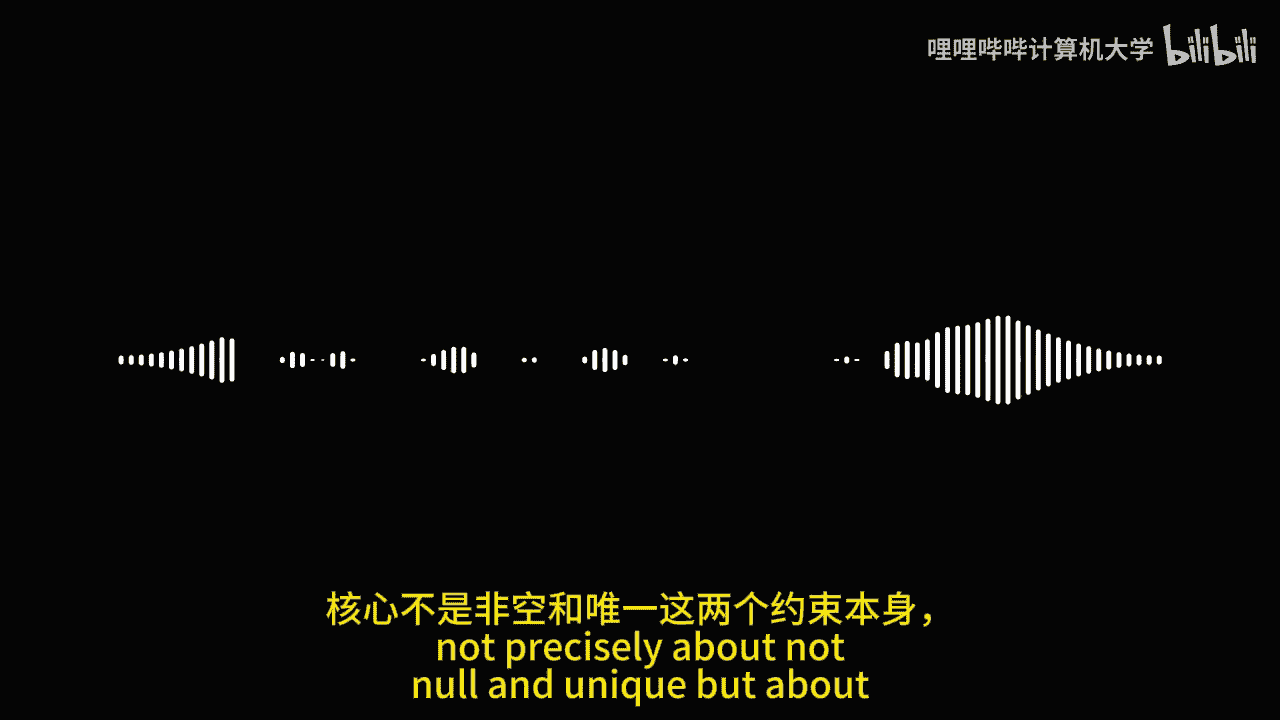 哩哩哔哔计算机大学 bilibili
核心不是非空和唯一这两个约束本身，
not precisely about not
null and unique but about